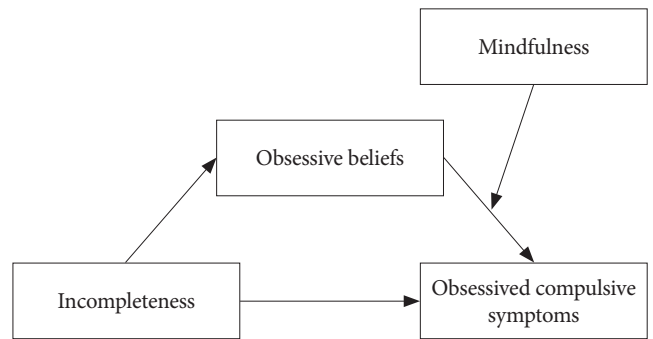 Mindfulness
Obsessive beliefs
Incompleteness
Obsessived compulsive
symptoms